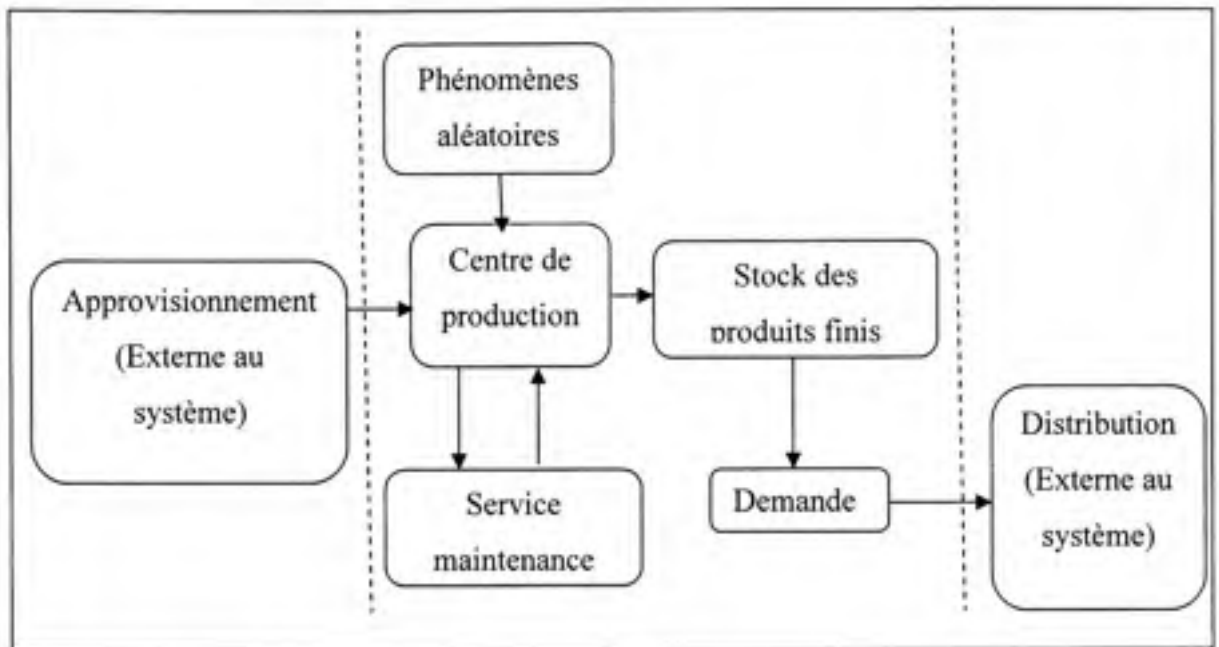 Phénomènes
aléatoires
Centre de
production
Approvisionnement
(Externe au
système)
Stock des
produits finis
Service
maintenance
Demande
Distribution
(Externe au
système)